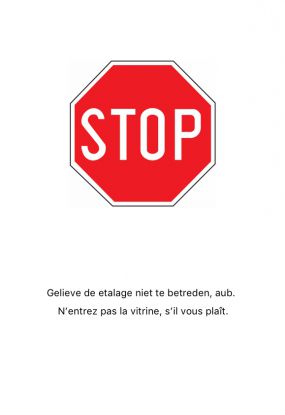 STOP
Gelieve de etalage niet te betreden, aub.
N'entrez pas la vitrine, s'il vous plaît.